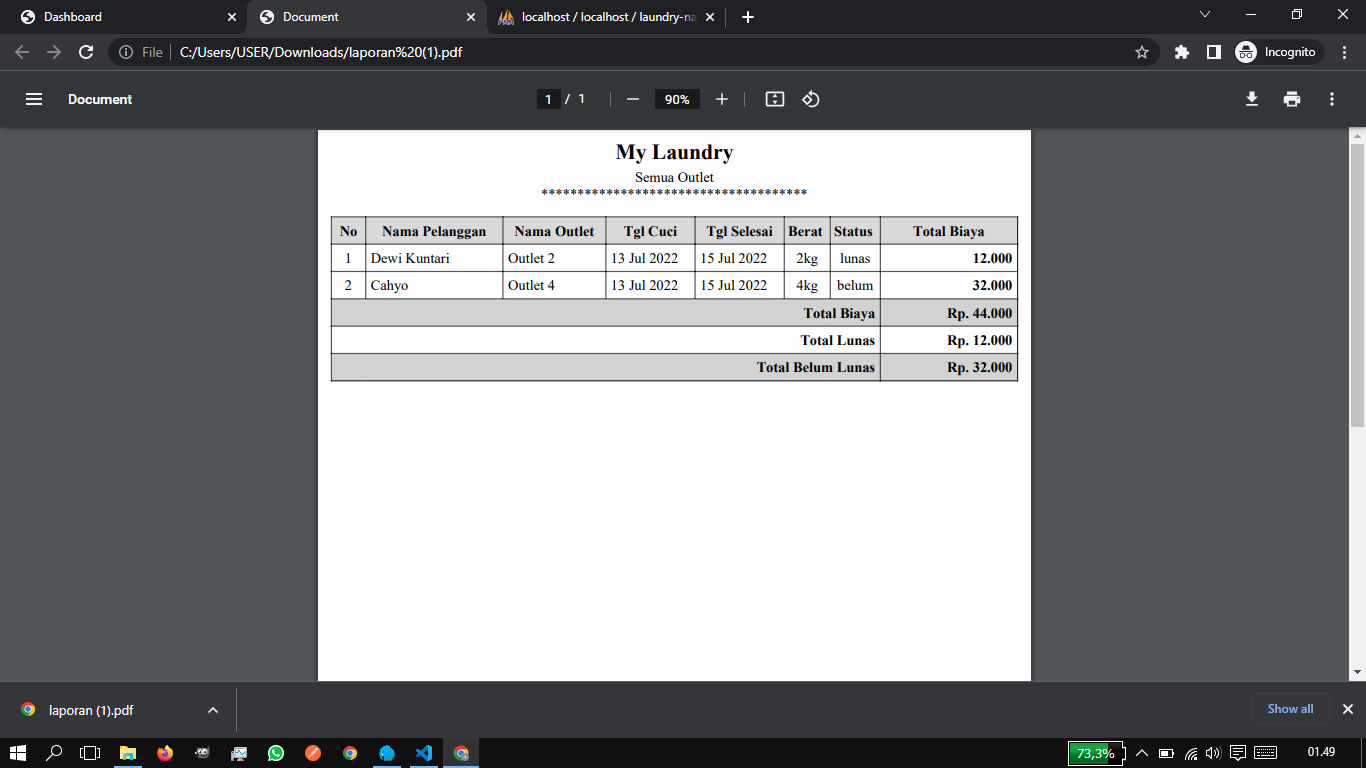 Dashboard
Document
localhost / localhost / laundry-na
File
C:/Users/USER/Downloads/laporan%20(1).pdf
Incognito
Document
1 / 1
90%
My Laundry
Semua Outlet
*************************************
No Nama Pelanggan Nama Outlet Tgl Cuci Tgl Selesai Berat Status Total Biaya
1 Dewi Kuntari Outlet 2 13 Jul 2022 15 Jul 2022 2kg lunas 12.000
2 Cahyo Outlet 4 13 Jul 2022 15 Jul 2022 4kg belum 32.000
Total Biaya Rp. 44.000
Total Lunas Rp. 12.000
Total Belum Lunas Rp. 32.000
laporan (1).pdf
Show all
73,3%
01.49